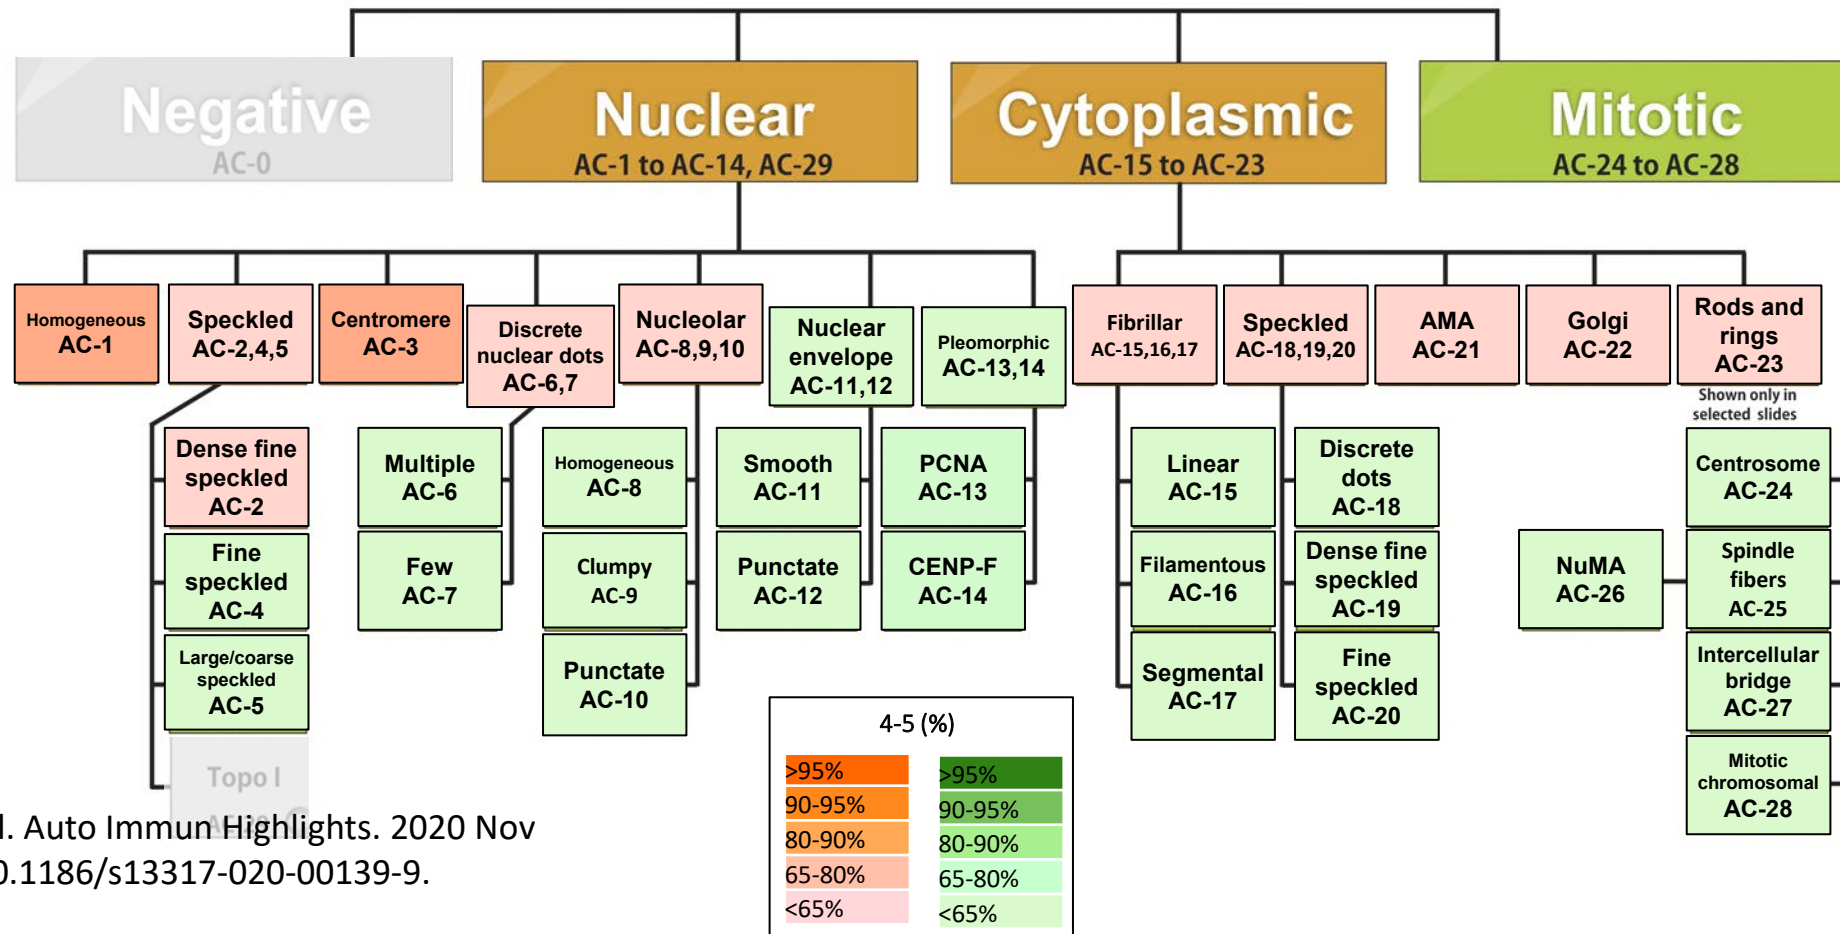 Negative
AC-0
Nuclear
AC-1 to AC-14, AC-29
Cytoplasmic
AC-15 to AC-23
Mitotic
AC-24 to AC-28
Homogeneous
AC-1
Speckled
AC-2,4,5
Centromere
AC-3
Discrete
nuclear dots
AC-6,7
Nucleolar
AC-8,9,10
Nuclear
envelope
AC-11,12
Pleomorphic
AC-13,14
Fibrillar
AC-15,16,17
Speckled
AC-18,19,20
AMA
AC-21
Golgi
AC-22
Rods and
rings
AC-23
Shown only in
selected slides
Dense fine
speckled
AC-2
Fine
speckled
AC-4
Large/coarse
speckled
AC-5
Topo I
Multiple
AC-6
Few
AC-7
Homogeneous
AC-8
Clumpy
AC-9
Punctate
AC-10
Smooth
AC-11
Punctate
AC-12
PCNA
AC-13
CENP-F
AC-14
Linear
AC-15
Filamentous
AC-16
Segmental
AC-17
Discrete
dots
AC-18
Dense fine
speckled
AC-19
Fine
speckled
AC-20
Centrosome
AC-24
Spindle
fibers
AC-25
NuMA
AC-26
Intercellular
bridge
AC-27
Mitotic
chromosomal
AC-28
4-5 (%)
>95% >95%
90-95% 90-95%
80-90% 80-90%
65-80% 65-80%
<65% <65%
l. Auto Immun Highlights. 2020 Nov
0.1186/s13317-020-00139-9.